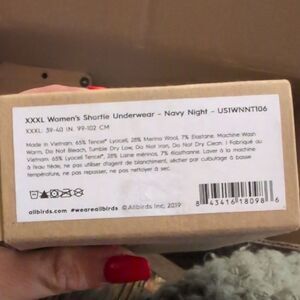 XXXL Women's Shortie Underwear - Navy Night - US1WNNT106
XXXL: 39-40 IN. 99-102 CM
Made in Vietnam. 65% Tencel® Lyocell, 28% Merino Wool, 7% Elastane. Machine Wash
Warm, Do Not Bleach, Tumble Dry Low, Do Not Iron, Do Not Dry Clean. | Fabriqué au
Vietnam. 65% Lyocell Tencel®, 28% Laine mérinos, 7% élasthanne. Laver à la machine
température, ne pas utiliser d'agent de blanchiment, sécher par culbutage à basse
température, ne pas repasser, ne pas nettoyer à sec.
allbirds.com #weareallbirds ©Allbirds Inc, 2019
8 43416 18098 6